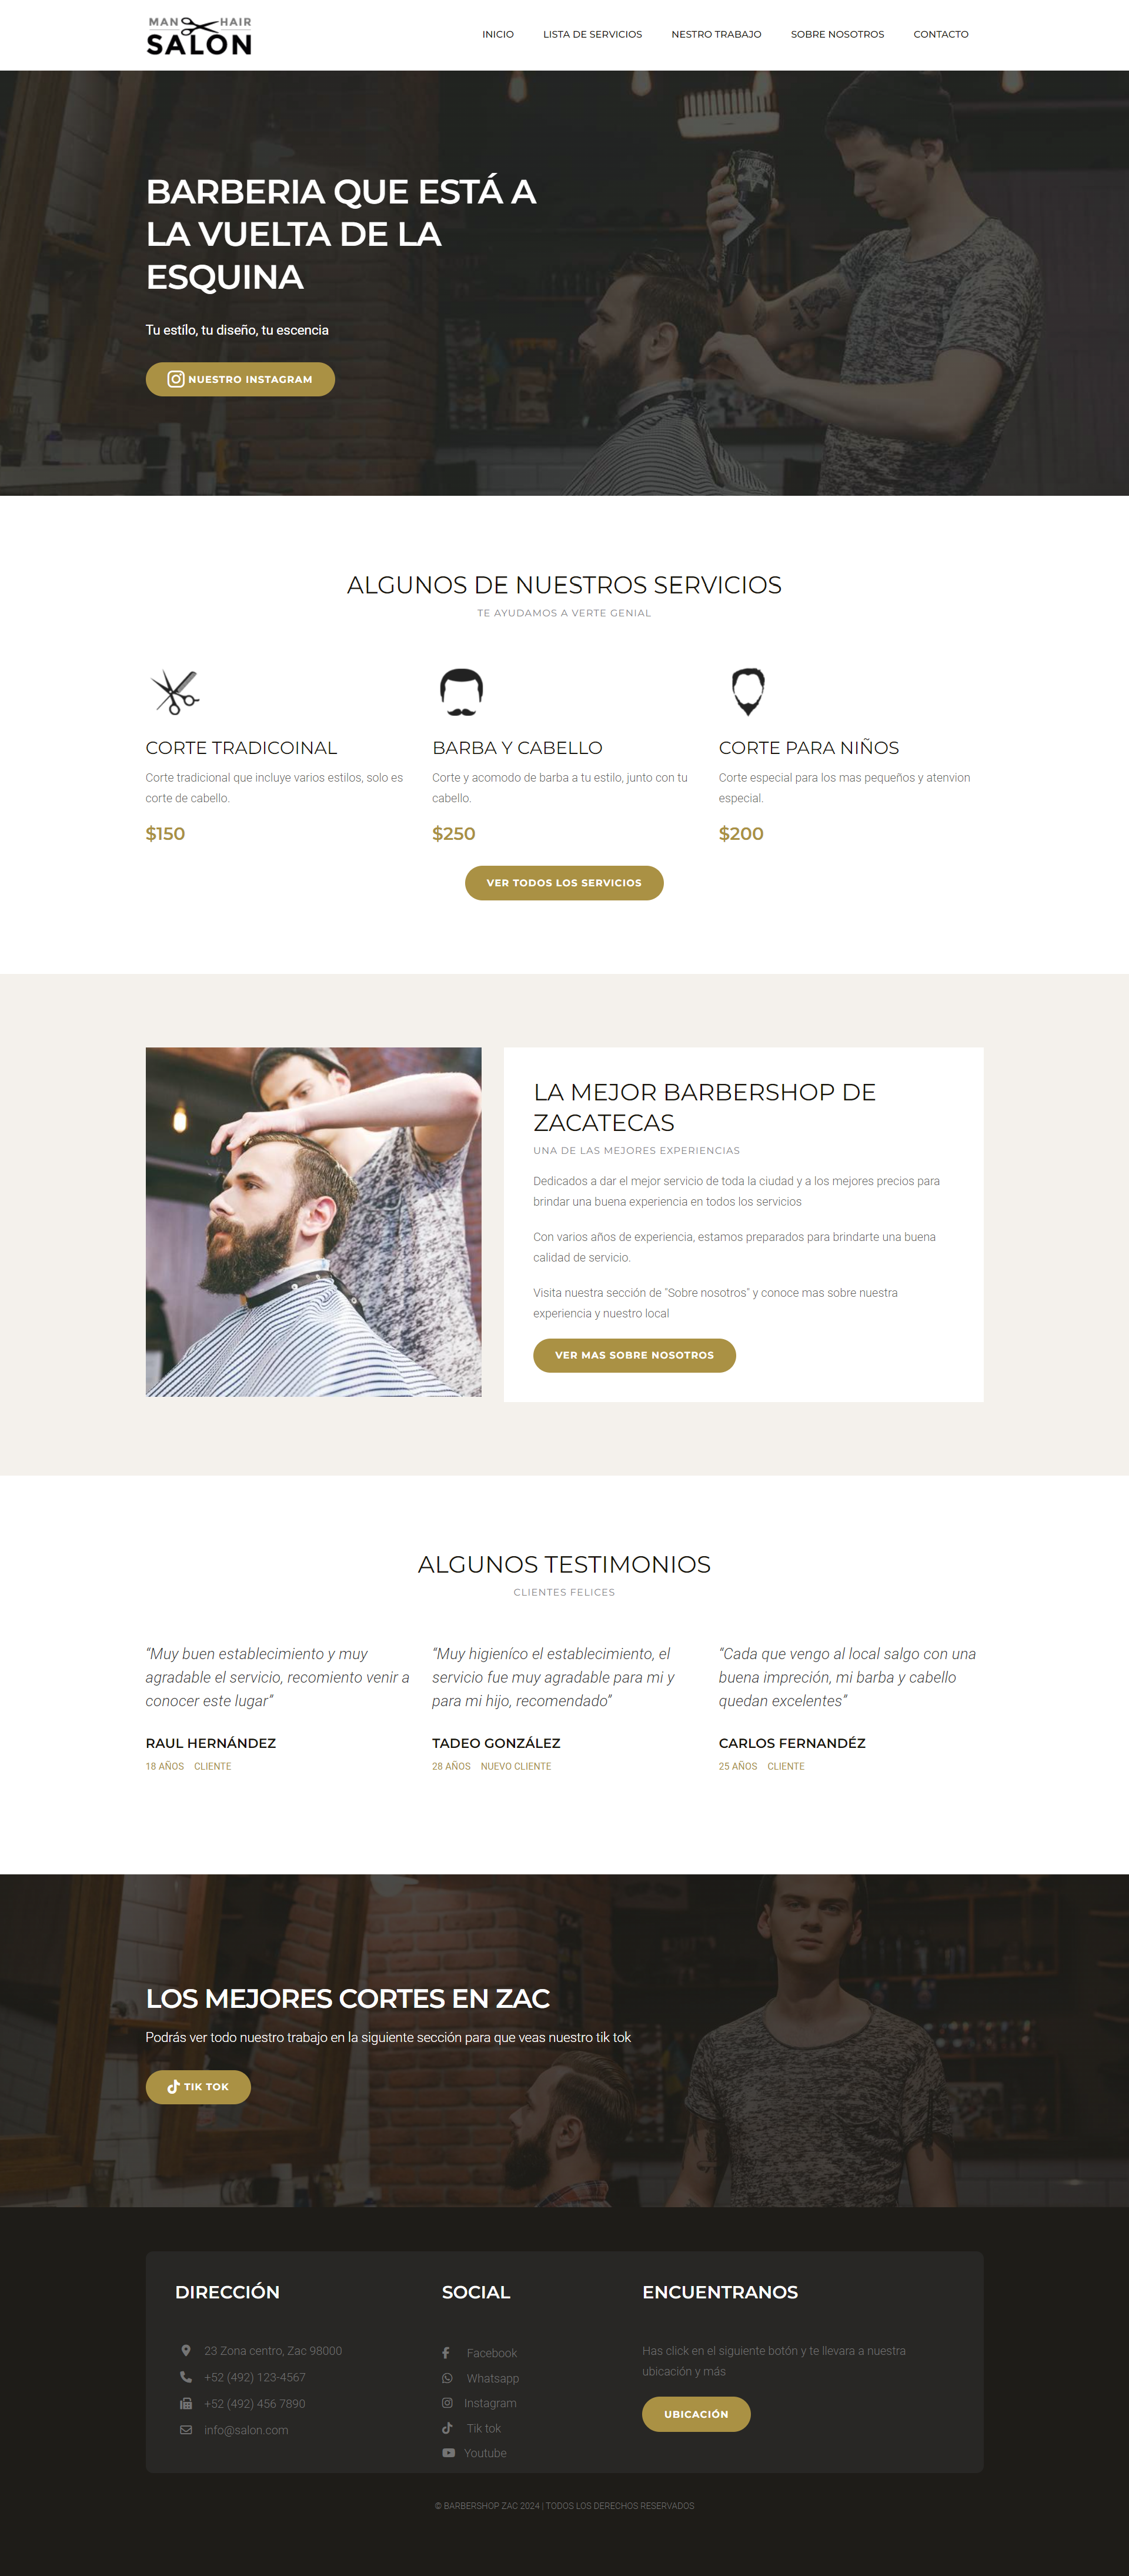 MAN HAIR
SALON
INICIO
LISTA DE SERVICIOS
NESTRO TRABAJO
SOBRE NOSOTROS
CONTACTO
BARBERIA QUE ESTÁ A
LA VUELTA DE LA
ESQUINA
Tu estílo, tu diseño, tu escencia
NUESTRO INSTAGRAM
ALGUNOS DE NUESTROS SERVICIOS
TE AYUDAMOS A VERTE GENIAL
CORTE TRADICOINAL
Corte tradicional que incluye varios estilos, solo es
corte de cabello.
$150
BARBA Y CABELLO
Corte y acomodo de barba a tu estilo, junto con tu
cabello.
$250
CORTE PARA NIÑOS
Corte especial para los mas pequeños y atenvion
especial.
$200
VER TODOS LOS SERVICIOS
LA MEJOR BARBERSHOP DE
ZACATECAS
UNA DE LAS MEJORES EXPERIENCIAS
Dedicados a dar el mejor servicio de toda la ciudad y a los mejores precios para
brindar una buena experiencia en todos los servicios
Con varios años de experiencia, estamos preparados para brindarte una buena
calidad de servicio.
Visita nuestra sección de "Sobre nosotros" y conoce mas sobre nuestra
experiencia y nuestro local
VER MAS SOBRE NOSOTROS
ALGUNOS TESTIMONIOS
CLIENTES FELICES
“Muy buen establecimiento y muy
agradable el servicio, recomiento venir a
conocer este lugar”
RAUL HERNÁNDEZ
18 AÑOS CLIENTE
“Muy higieníco el establecimiento, el
servicio fue muy agradable para mi y
para mi hijo, recomendado”
TADEO GONZÁLEZ
28 AÑOS NUEVO CLIENTE
“Cada que vengo al local salgo con una
buena impreción, mi barba y cabello
quedan excelentes”
CARLOS FERNANDÉZ
25 AÑOS CLIENTE
LOS MEJORES CORTES EN ZAC
Podrás ver todo nuestro trabajo en la siguiente sección para que veas nuestro tik tok
TIK TOK
DIRECCIÓN
23 Zona centro, Zac 98000
+52 (492) 123-4567
+52 (492) 456 7890
info@salon.com
SOCIAL
Facebook
Whatsapp
Instagram
Tik tok
Youtube
ENCUENTRANOS
Has click en el siguiente botón y te llevara a nuestra
ubicación y más
UBICACIÓN
© BARBERSHOP ZAC 2024 | TODOS LOS DERECHOS RESERVADOS